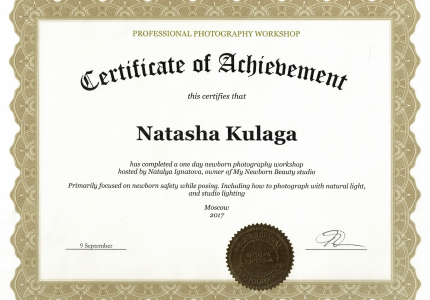 PROFESSIONAL PHOTOGRAPHY WORKSHOP
Certificate of Achievement
this certifies that
Natasha Kulaga
has completed a one day newborn photography workshop
hosted by Natalya Ignatova, owner of My Newborn Beauty studio
Primarily focused on newborn safety while posing. Including how to photograph with natural light,
and studio lighting
Moscow
2017
9 September